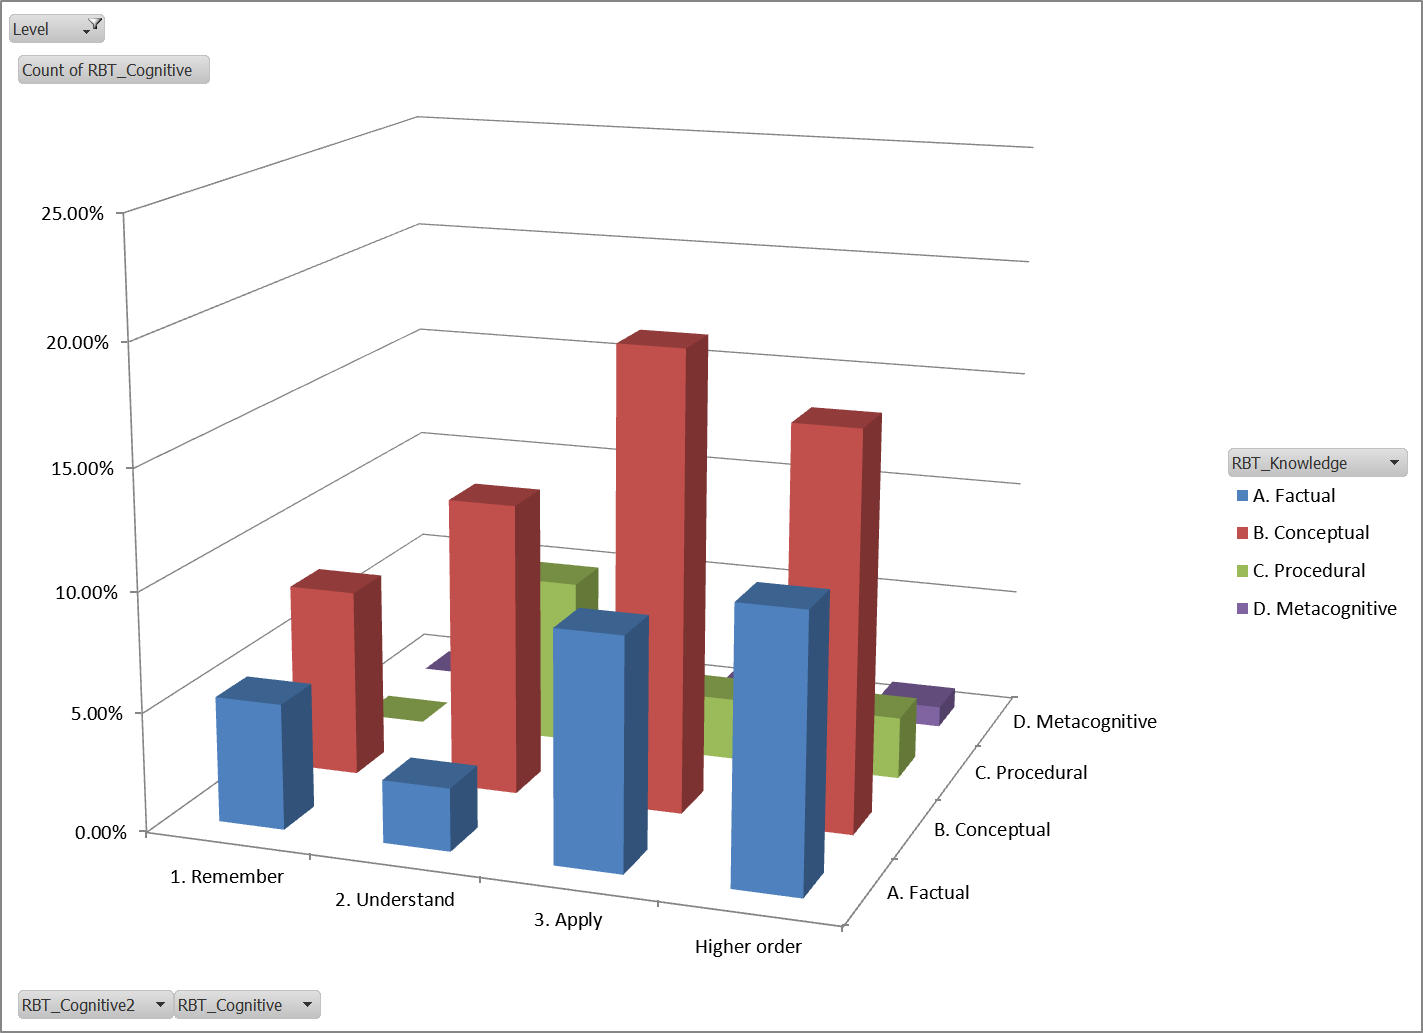 Level
Count of RBT_Cognitive
25.00%
20.00%
15.00%
10.00%
5.00%
0.00%
1. Remember
2. Understand
3. Apply
Higher order
A. Factual
B. Conceptual
C. Procedural
D. Metacognitive
RBT_Knowledge
A. Factual
B. Conceptual
C. Procedural
D. Metacognitive
RBT_Cognitive2
RBT_Cognitive